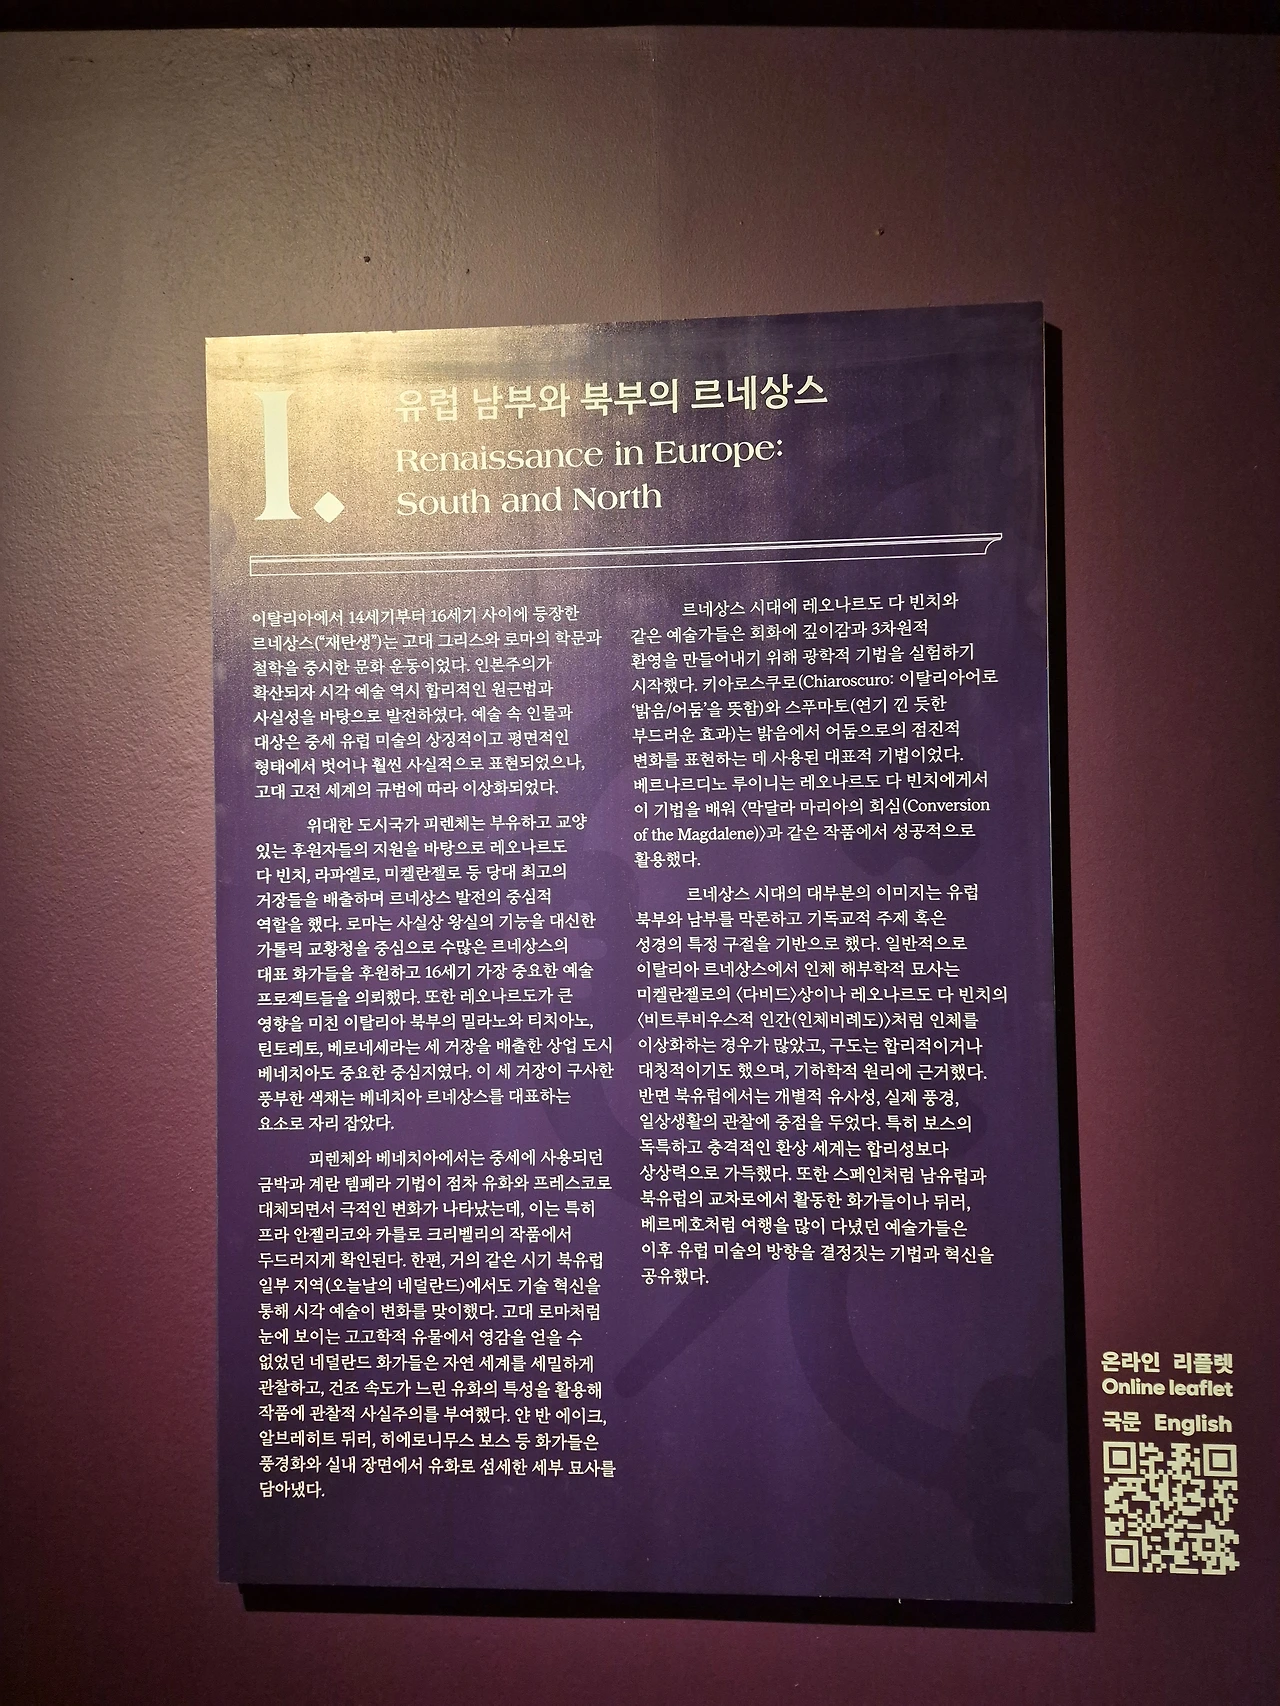 I.
유럽 남부와 북부의 르네상스
Renaissance in Europe:
South and North
이탈리아에서 14세기부터 16세기 사이에 등장한
르네상스(“재탄생”)는 고대 그리스와 로마의 학문과
철학을 중시한 문화 운동이었다. 인본주의가
확산되자 시각 예술 역시 합리적인 원근법과
사실성을 바탕으로 발전하였다. 예술 속 인물과
대상은 중세 유럽 미술의 상징적이고 평면적인
형태에서 벗어나 훨씬 사실적으로 표현되었으나,
고대 고전 세계의 규범에 따라 이상화되었다.
위대한 도시국가 피렌체는 부유하고 교양
있는 후원자들의 지원을 바탕으로 레오나르도
다 빈치, 라파엘로, 미켈란젤로 등 당대 최고의
거장들을 배출하며 르네상스 발전의 중심적
역할을 했다. 로마는 사실상 왕실의 기능을 대신한
가톨릭 교황청을 중심으로 수많은 르네상스의
대표 화가들을 후원하고 16세기 가장 중요한 예술
프로젝트들을 의뢰했다. 또한 레오나르도가 큰
영향을 미친 이탈리아 북부의 밀라노와 티치아노,
틴토레토, 베로네세라는 세 거장을 배출한 상업 도시
베네치아도 중요한 중심지였다. 이 세 거장이 구사한
풍부한 색채는 베네치아 르네상스를 대표하는
요소로 자리 잡았다.
피렌체와 베네치아에서는 중세에 사용되던
금박과 계란 템페라 기법이 점차 유화와 프레스코로
대체되면서 극적인 변화가 나타났는데, 이는 특히
프라 안젤리코와 카를로 크리벨리의 작품에서
두드러지게 확인된다. 한편, 거의 같은 시기 북유럽
일부 지역(오늘날의 네덜란드)에서도 기술 혁신을
통해 시각 예술이 변화를 맞이했다. 고대 로마처럼
눈에 보이는 고고학적 유물에서 영감을 얻을 수
없었던 네덜란드 화가들은 자연 세계를 세밀하게
관찰하고, 건조 속도가 느린 유화의 특성을 활용해
작품에 관찰적 사실주의를 부여했다. 얀 반 에이크,
알브레히트 뒤러, 히에로니무스 보스 등 화가들은
풍경화와 실내 장면에서 유화로 섬세한 세부 묘사를
담아냈다.
르네상스 시대에 레오나르도 다 빈치와
같은 예술가들은 회화에 깊이감과 3차원적
환영을 만들어내기 위해 광학적 기법을 실험하기
시작했다. 키아로스쿠로(Chiaroscuro: 이탈리아어로
‘밝음/어둠’을 뜻함)와 스푸마토(연기 낀 듯한
부드러운 효과)는 밝음에서 어둠으로의 점진적
변화를 표현하는 데 사용된 대표적 기법이었다.
베르나르디노 루이니는 레오나르도 다 빈치에게서
이 기법을 배워 〈막달라 마리아의 회심(Conversion
of the Magdalene)〉과 같은 작품에서 성공적으로
활용했다.
르네상스 시대의 대부분의 이미지는 유럽
북부와 남부를 막론하고 기독교적 주제 혹은
성경의 특정 구절을 기반으로 했다. 일반적으로
이탈리아 르네상스에서 인체 해부학적 묘사는
미켈란젤로의 〈다비드〉상이나 레오나르도 다 빈치의
〈비트루비우스적 인간(인체비례도)〉처럼 인체를
이상화하는 경우가 많았고, 구도는 합리적이거나
대칭적이기도 했으며, 기하학적 원리에 근거했다.
반면 북유럽에서는 개별적 유사성, 실제 풍경,
일상생활의 관찰에 중점을 두었다. 특히 보스의
독특하고 충격적인 환상 세계는 합리성보다
상상력으로 가득했다. 또한 스페인처럼 남유럽과
북유럽의 교차로에서 활동한 화가들이나 뒤러,
베르메호처럼 여행을 많이 다녔던 예술가들은
이후 유럽 미술의 방향을 결정짓는 기법과 혁신을
공유했다.
온라인 리플렛
Online leaflet
국문 English